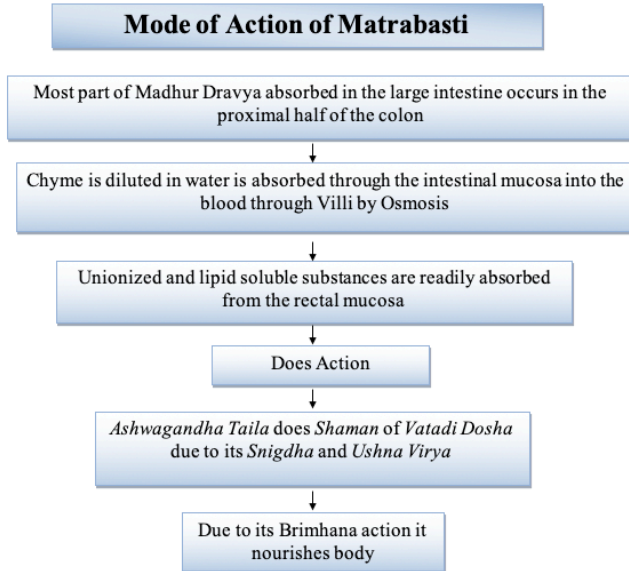 Mode of Action of Matrabasti
Most part of Madhur Dravya absorbed in the large intestine occurs in the
proximal half of the colon
Chyme is diluted in water is absorbed through the intestinal mucosa into the
blood through Villi by Osmosis
Unionized and lipid soluble substances are readily absorbed
from the rectal mucosa
Does Action
Ashwagandha Taila does Shaman of Vatadi Dosha
due to its Snigdha and Ushna Virya
Due to its Brimhana action it
nourishes body